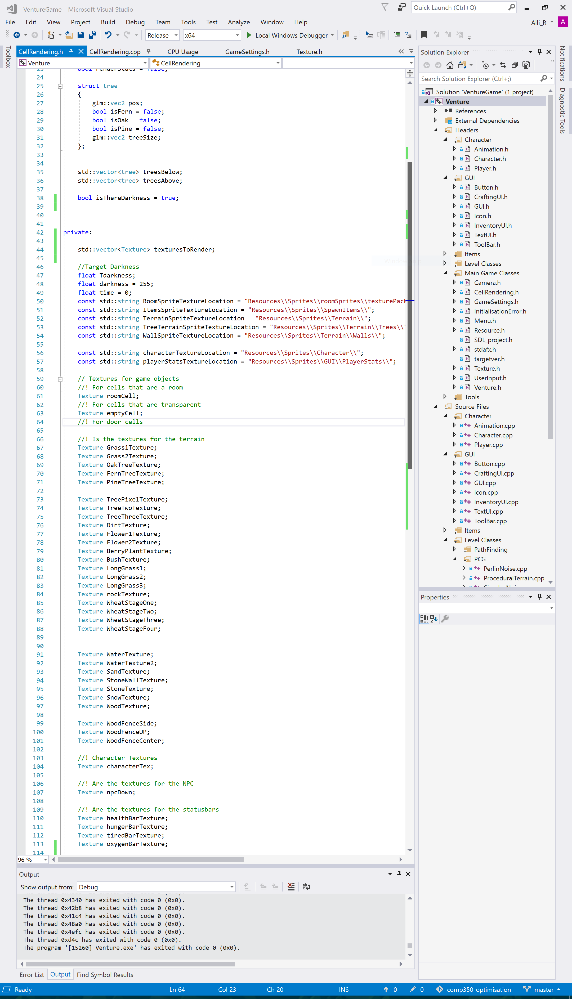 VentureGame - Microsoft Visual Studio
Quick Launch (Ctrl+Q)
File Edit View Project Build Debug Team Tools Test Analyze Window Help
Alli_R A
Release x64 Local Windows Debugger
Toolbox
CellRendering.h CellRendering.cpp CPU Usage GameSettings.h Texture.h
Venture CellRendering
23 bool renderStats = false;
24
25 struct tree
26 {
27 glm::vec2 pos;
28 bool isFern = false;
29 bool isOak = false;
30 bool isPine = false;
31 glm::vec2 treeSize;
32 };
33
34
35 std::vector<tree> treesBelow;
36 std::vector<tree> treesAbove;
37
38 bool isThereDarkness = true;
39
40
41
42 private:
43
44 std::vector<Texture> texturesToRender;
45
46 //Target Darkness
47 float Tdarkness;
48 float darkness = 255;
49 float time = 0;
50 const std::string RoomSpriteTextureLocation = "Resources\\Sprites\\roomSprites\\texturePack
51 const std::string ItemsSpriteTextureLocation = "Resources\\Sprites\\SpawnItems\\";
52 const std::string TerrainSpriteTextureLocation = "Resources\\Sprites\\Terrain\\";
53 const std::string TreeTerrainSpriteTextureLocation = "Resources\\Sprites\\Terrain\\Trees\\"
54 const std::string WallSpriteTextureLocation = "Resources\\Sprites\\Terrain\\Walls\\";
55
56 const std::string characterTextureLocation = "Resources\\Sprites\\Character\\";
57 const std::string playerStatsTextureLocation = "Resources\\Sprites\\GUI\\PlayerStats\\";
58
59 // Textures for game objects
60 //! For cells that are a room
61 Texture roomCell;
62 //! For cells that are transparent
63 Texture emptyCell;
64 //! For door cells
65
66 //! Is the textures for the terrain
67 Texture Grass1Texture;
68 Texture Grass2Texture;
69 Texture OakTreeTexture;
70 Texture FernTreeTexture;
71 Texture PineTreeTexture;
72
73 Texture TreePixelTexture;
74 Texture TreeTwoTexture;
75 Texture TreeThreeTexture;
76 Texture DirtTexture;
77 Texture Flower1Texture;
78 Texture Flower2Texture;
79 Texture BerryPlantTexture;
80 Texture BushTexture;
81 Texture LongGrass1;
82 Texture LongGrass2;
83 Texture LongGrass3;
84 Texture rockTexture;
85 Texture WheatStageOne;
86 Texture WheatStageTwo;
87 Texture WheatStageThree;
88 Texture WheatStageFour;
89
90
91 Texture WaterTexture;
92 Texture WaterTexture2;
93 Texture SandTexture;
94 Texture StoneWallTexture;
95 Texture StoneTexture;
96 Texture SnowTexture;
97 Texture WoodTexture;
98
99 Texture WoodFenceSide;
100 Texture WoodFenceUP;
101 Texture WoodFenceCenter;
102
103 //! Character Textures
104 Texture characterTex;
105
106 //! Are the textures for the NPC
107 Texture npcDown;
108
109 //! Are the textures for the statusbars
110 Texture healthBarTexture;
111 Texture hungerBarTexture;
112 Texture tiredBarTexture;
113 Texture oxygenBarTexture;
114
96 %
Window Snip
Output
Show output from: Debug
The thread 0x4340 has exited with code 0 (0x0).
The thread 0x42b8 has exited with code 0 (0x0).
The thread 0x41c4 has exited with code 0 (0x0).
The thread 0x48a0 has exited with code 0 (0x0).
The thread 0x4efc has exited with code 0 (0x0).
The thread 0xd4c has exited with code 0 (0x0).
The program '[15260] Venture.exe' has exited with code 0 (0x0).
Error List Output Find Symbol Results
Solution Explorer
Search Solution Explorer (Ctrl+;)
Solution 'VentureGame' (1 project)
Venture
References
External Dependencies
Headers
Character
Animation.h
Character.h
Player.h
GUI
Button.h
CraftingUI.h
GUI.h
Icon.h
InventoryUI.h
TextUI.h
ToolBar.h
Items
Level Classes
Main Game Classes
Camera.h
CellRendering.h
GameSettings.h
InitialisationError.h
Menu.h
Resource.h
SDL_project.h
stdafx.h
targetver.h
Texture.h
UserInput.h
Venture.h
Tools
Source Files
Character
Animation.cpp
Character.cpp
Player.cpp
GUI
Button.cpp
CraftingUI.cpp
GUI.cpp
Icon.cpp
InventoryUI.cpp
TextUI.cpp
ToolBar.cpp
Items
Level Classes
PathFinding
PCG
PerlinNoise.cpp
ProceduralTerrain.cpp
Properties
Notifications
Diagnostic Tools
Ready Ln 64 Col 23 Ch 20 INS 0 0 comp350-optimisation master